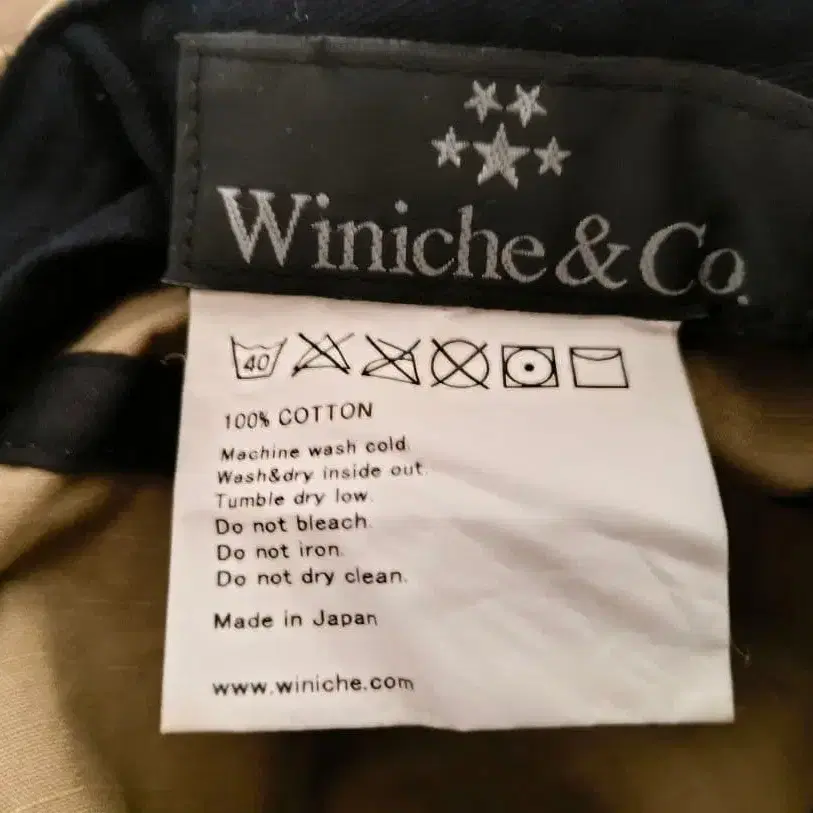 Winiche & Co.
40
100% COTTON
Machine wash cold.
Wash&dry inside out.
Tumble dry low.
Do not bleach.
Do not iron.
Do not dry clean.
Made in Japan
www.winiche.com